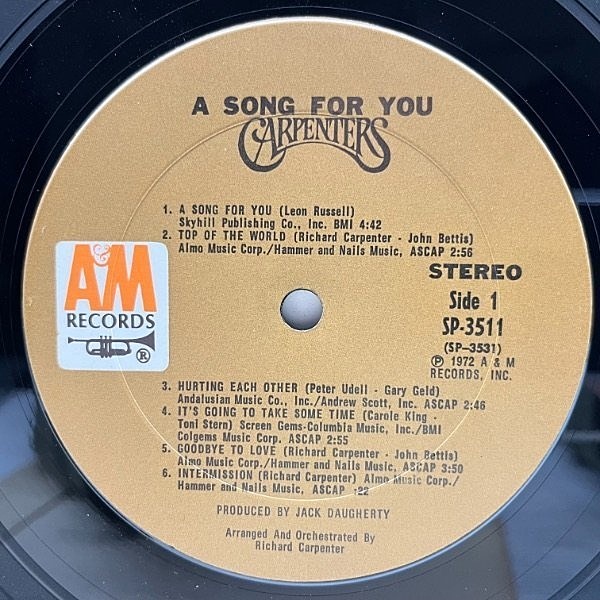 A SONG FOR YOU
CARPENTERS
1. A SONG FOR YOU (Leon Russell)
Skyhill Publishing Co., Inc. BMI 4:42
2. TOP OF THE WORLD (Richard Carpenter - John Bettis)
Almo Music Corp./Hammer and Nails Music, ASCAP 2:56
A&M
RECORDS
®
STEREO
Side 1
SP-3511
(SP-3531)
℗ 1972 A & M
RECORDS, INC.
3. HURTING EACH OTHER (Peter Udell - Gary Geld)
Andalusian Music Co., Inc./Andrew Scott, Inc. ASCAP 2:46
4. IT'S GOING TO TAKE SOME TIME (Carole King -
Toni Stern) Screen Gems-Columbia Music, Inc./BMI
Colgems Music Corp. ASCAP 2:55
5. GOODBYE TO LOVE (Richard Carpenter - John Bettis)
Almo Music Corp./Hammer and Nails Music, ASCAP 3:50
6. INTERMISSION (Richard Carpenter) Almo Music Corp./
Hammer and Nails Music, ASCAP :22
PRODUCED BY JACK DAUGHERTY
Arranged And Orchestrated By
Richard Carpenter